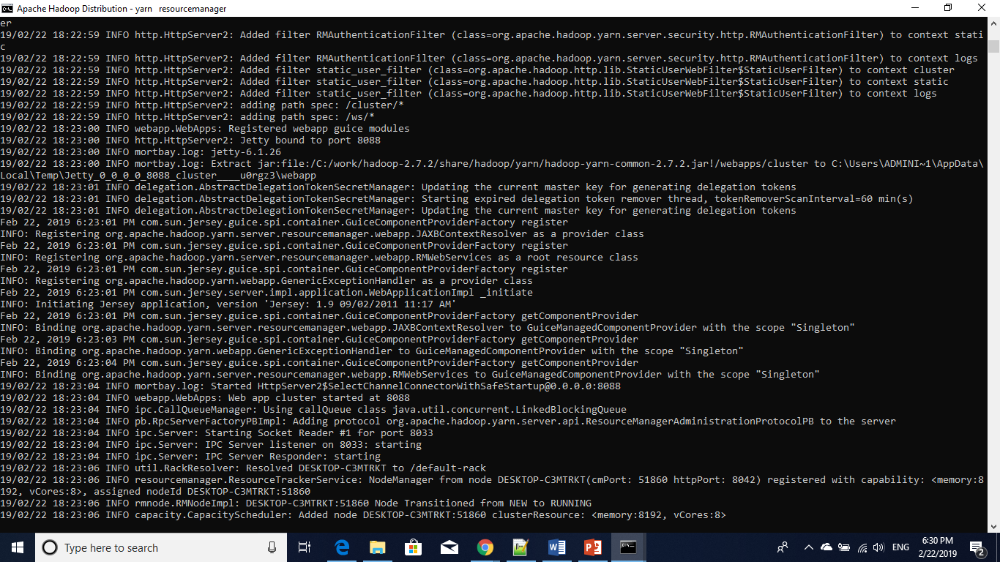 Apache Hadoop Distribution - yarn   resourcemanager
er
19/02/22 18:22:59 INFO http.HttpServer2: Added filter RMAuthenticationFilter (class=org.apache.hadoop.yarn.server.security.http.RMAuthenticationFilter) to context stati
c
19/02/22 18:22:59 INFO http.HttpServer2: Added filter RMAuthenticationFilter (class=org.apache.hadoop.yarn.server.security.http.RMAuthenticationFilter) to context logs
19/02/22 18:22:59 INFO http.HttpServer2: Added filter static_user_filter (class=org.apache.hadoop.http.lib.StaticUserWebFilter$StaticUserFilter) to context cluster
19/02/22 18:22:59 INFO http.HttpServer2: Added filter static_user_filter (class=org.apache.hadoop.http.lib.StaticUserWebFilter$StaticUserFilter) to context static
19/02/22 18:22:59 INFO http.HttpServer2: Added filter static_user_filter (class=org.apache.hadoop.http.lib.StaticUserWebFilter$StaticUserFilter) to context logs
19/02/22 18:22:59 INFO http.HttpServer2: adding path spec: /cluster/*
19/02/22 18:22:59 INFO http.HttpServer2: adding path spec: /ws/*
19/02/22 18:23:00 INFO webapp.WebApps: Registered webapp guice modules
19/02/22 18:23:00 INFO http.HttpServer2: Jetty bound to port 8088
19/02/22 18:23:00 INFO mortbay.log: jetty-6.1.26
19/02/22 18:23:00 INFO mortbay.log: Extract jar:file:/C:/work/hadoop-2.7.2/share/hadoop/yarn/hadoop-yarn-common-2.7.2.jar!/webapps/cluster to C:\Users\ADMINI~1\AppData\
Local\Temp\Jetty_0_0_0_0_8088_cluster____u0rgz3\webapp
19/02/22 18:23:01 INFO delegation.AbstractDelegationTokenSecretManager: Updating the current master key for generating delegation tokens
19/02/22 18:23:01 INFO delegation.AbstractDelegationTokenSecretManager: Starting expired delegation token remover thread, tokenRemoverScanInterval=60 min(s)
19/02/22 18:23:01 INFO delegation.AbstractDelegationTokenSecretManager: Updating the current master key for generating delegation tokens
Feb 22, 2019 6:23:01 PM com.sun.jersey.guice.spi.container.GuiceComponentProviderFactory register
INFO: Registering org.apache.hadoop.yarn.server.resourcemanager.webapp.JAXBContextResolver as a provider class
Feb 22, 2019 6:23:01 PM com.sun.jersey.guice.spi.container.GuiceComponentProviderFactory register
INFO: Registering org.apache.hadoop.yarn.server.resourcemanager.webapp.RMWebServices as a root resource class
Feb 22, 2019 6:23:01 PM com.sun.jersey.guice.spi.container.GuiceComponentProviderFactory register
INFO: Registering org.apache.hadoop.yarn.webapp.GenericExceptionHandler as a provider class
Feb 22, 2019 6:23:01 PM com.sun.jersey.server.impl.application.WebApplicationImpl _initiate
INFO: Initiating Jersey application, version 'Jersey: 1.9 09/02/2011 11:17 AM'
Feb 22, 2019 6:23:01 PM com.sun.jersey.guice.spi.container.GuiceComponentProviderFactory getComponentProvider
INFO: Binding org.apache.hadoop.yarn.server.resourcemanager.webapp.JAXBContextResolver to GuiceManagedComponentProvider with the scope "Singleton"
Feb 22, 2019 6:23:03 PM com.sun.jersey.guice.spi.container.GuiceComponentProviderFactory getComponentProvider
INFO: Binding org.apache.hadoop.yarn.webapp.GenericExceptionHandler to GuiceManagedComponentProvider with the scope "Singleton"
Feb 22, 2019 6:23:04 PM com.sun.jersey.guice.spi.container.GuiceComponentProviderFactory getComponentProvider
INFO: Binding org.apache.hadoop.yarn.server.resourcemanager.webapp.RMWebServices to GuiceManagedComponentProvider with the scope "Singleton"
19/02/22 18:23:04 INFO mortbay.log: Started HttpServer2$SelectChannelConnectorWithSafeStartup@0.0.0.0:8088
19/02/22 18:23:04 INFO webapp.WebApps: Web app cluster started at 8088
19/02/22 18:23:04 INFO ipc.CallQueueManager: Using callQueue class java.util.concurrent.LinkedBlockingQueue
19/02/22 18:23:04 INFO pb.RpcServerFactoryPBImpl: Adding protocol org.apache.hadoop.yarn.server.api.ResourceManagerAdministrationProtocolPB to the server
19/02/22 18:23:04 INFO ipc.Server: Starting Socket Reader #1 for port 8033
19/02/22 18:23:04 INFO ipc.Server: IPC Server listener on 8033: starting
19/02/22 18:23:04 INFO ipc.Server: IPC Server Responder: starting
19/02/22 18:23:06 INFO util.RackResolver: Resolved DESKTOP-C3MTRKT to /default-rack
19/02/22 18:23:06 INFO resourcemanager.ResourceTrackerService: NodeManager from node DESKTOP-C3MTRKT(cmPort: 51860 httpPort: 8042) registered with capability: <memory:8
192, vCores:8>, assigned nodeId DESKTOP-C3MTRKT:51860
19/02/22 18:23:06 INFO rmnode.RMNodeImpl: DESKTOP-C3MTRKT:51860 Node Transitioned from NEW to RUNNING
19/02/22 18:23:06 INFO capacity.CapacityScheduler: Added node DESKTOP-C3MTRKT:51860 clusterResource: <memory:8192, vCores:8>
Type here to search
ENG
6:30 PM
2/22/2019
2